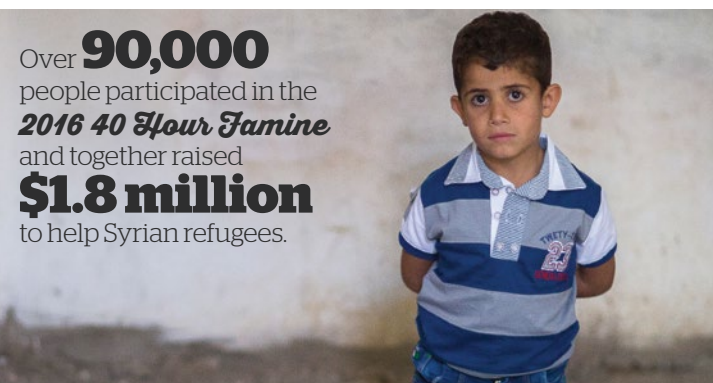 Over 90,000
people participated in the
2016 40 Hour Famine
and together raised
$1.8 million
to help Syrian refugees.
23